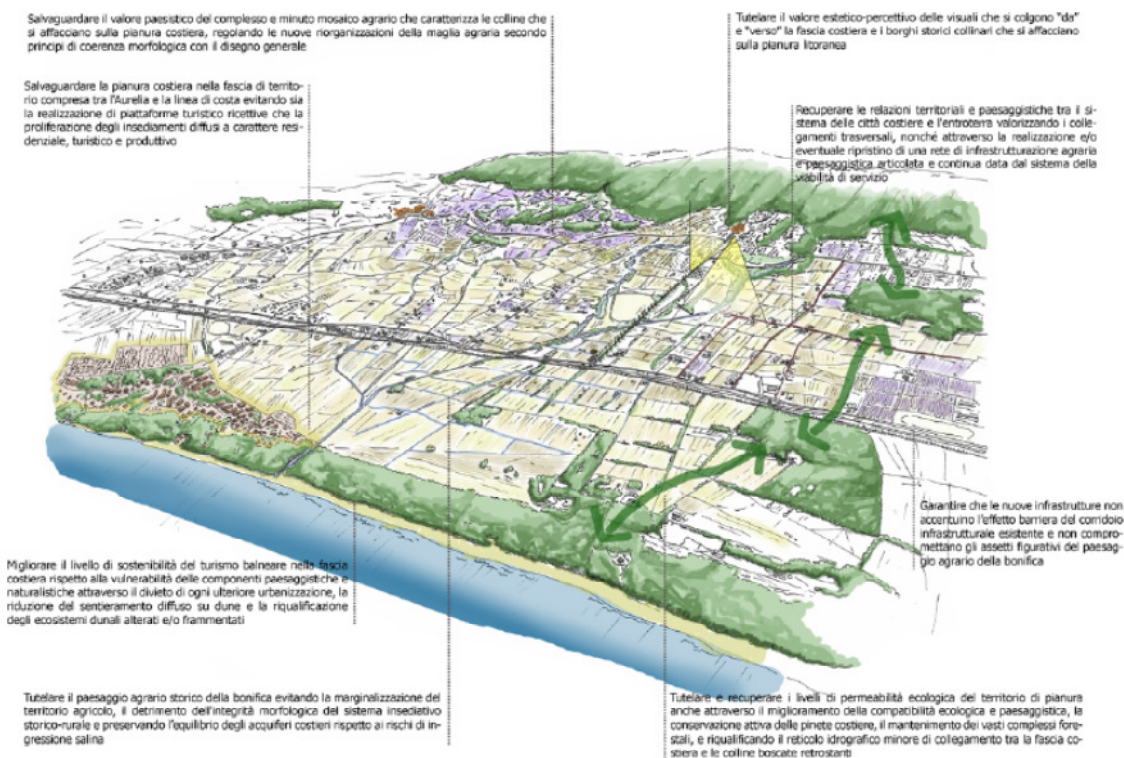 Salvaguardare il valore paesistico del complesso e minuto mosaico agrario che caratterizza le colline che
si affacciano sulla pianura costiera, regolando le nuove riorganizzazioni della maglia agraria secondo
principi di coerenza morfologica con il disegno generale
Tutelare il valore estetico-percettivo delle visuali che si colgono "da"
e "verso" la fascia costiera e i borghi storici collinari che si affacciano
sulla pianura litoranea
Salvaguardare la pianura costiera nella fascia di territo-
rio compresa tra l'Aurelia e la linea di costa evitando sia
la realizzazione di piattaforme turistico ricettive che la
proliferazione degli insediamenti diffusi a carattere resi-
denziale, turistico e produttivo
Recuperare le relazioni territoriali e paesaggistiche tra il si-
stema delle città costiere e l'entroterra valorizzando i colle-
gamenti trasversali, nonché attraverso la realizzazione e/o
eventuale ripristino di una rete di infrastrutturazione agraria
e paesaggistica articolata e continua data dal sistema della
viabilità di servizio
Garantire che le nuove infrastrutture non
accentuino l'effetto barriera del corridoio
infrastrutturale esistente e non compro-
mettano gli assetti figurativi del paesag-
gio agrario della bonifica
Migliorare il livello di sostenibilità del turismo balneare nella fascia
costiera rispetto alla vulnerabilità delle componenti paesaggistiche e
naturalistiche attraverso il divieto di ogni ulteriore urbanizzazione, la
riduzione del sentieramento diffuso su dune e la riqualificazione
degli ecosistemi dunali alterati e/o frammentati
Tutelare il paesaggio agrario storico della bonifica evitando la marginalizzazione del
territorio agricolo, il detrimento dell'integrità morfologica del sistema insediativo
storico-rurale e preservando l'equilibrio degli acquiferi costieri rispetto ai rischi di in-
gressione salina
Tutelare e recuperare i livelli di permeabilità ecologica del territorio di pianura
anche attraverso il miglioramento della compatibilità ecologica e paesaggistica, la
conservazione attiva delle pinete costiere, il mantenimento dei vasti complessi fore-
stali, e riqualificando il reticolo idrografico minore di collegamento tra la fascia co-
stiera e le colline boscate retrostanti